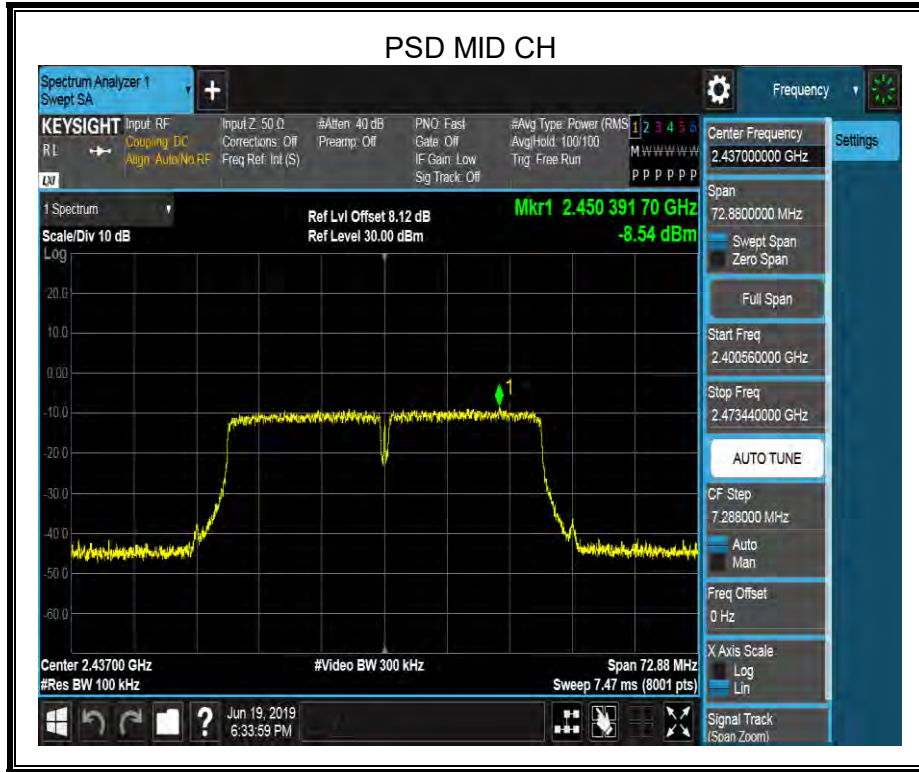 PSD MID CH
Spectrum Analyzer 1
Swept SA
+
Frequency
KEYSIGHT
RL
LXI
Input: RF
Coupling: DC
Align: Auto/No RF
Input Z: 50 Ω
Corrections: Off
Freq Ref: Int (S)
#Atten: 40 dB
Preamp: Off
PNO: Fast
Gate: Off
IF Gain: Low
Sig Track: Off
#Avg Type: Power (RMS
Avg|Hold: 100/100
Trig: Free Run
1 2 3 4 5 6
M W W W W W
P P P P P P
Center Frequency
2.437000000 GHz
Settings
1 Spectrum
Scale/Div 10 dB
Ref Lvl Offset 8.12 dB
Ref Level 30.00 dBm
Mkr1 2.450 391 70 GHz
-8.54 dBm
Span
72.8800000 MHz
Swept Span
Zero Span
Full Span
Start Freq
2.400560000 GHz
Stop Freq
2.473440000 GHz
AUTO TUNE
CF Step
7.288000 MHz
Auto
Man
Freq Offset
0 Hz
X Axis Scale
Log
Lin
Signal Track
(Span Zoom)
Log
20.0
10.0
0.00
-10.0
-20.0
-30.0
-40.0
-50.0
-60.0
1
Center 2.43700 GHz
#Res BW 100 kHz
#Video BW 300 kHz
Span 72.88 MHz
Sweep 7.47 ms (8001 pts)
?
Jun 19, 2019
6:33:59 PM